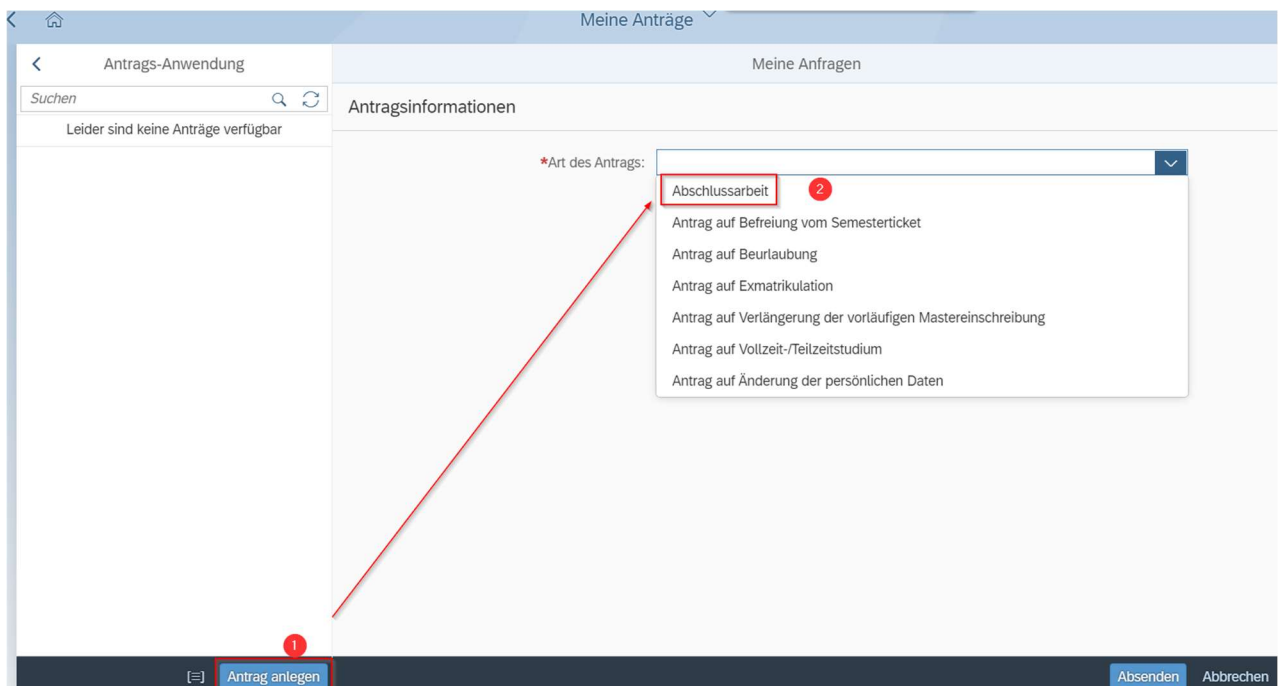 Meine Anträge
Antrags-Anwendung
Meine Anfragen
Suchen
Antragsinformationen
Leider sind keine Anträge verfügbar
*Art des Antrags:
Abschlussarbeit
2
Antrag auf Befreiung vom Semesterticket
Antrag auf Beurlaubung
Antrag auf Exmatrikulation
Antrag auf Verlängerung der vorläufigen Mastereinschreibung
Antrag auf Vollzeit-/Teilzeitstudium
Antrag auf Änderung der persönlichen Daten
1
Antrag anlegen
Absenden
Abbrechen